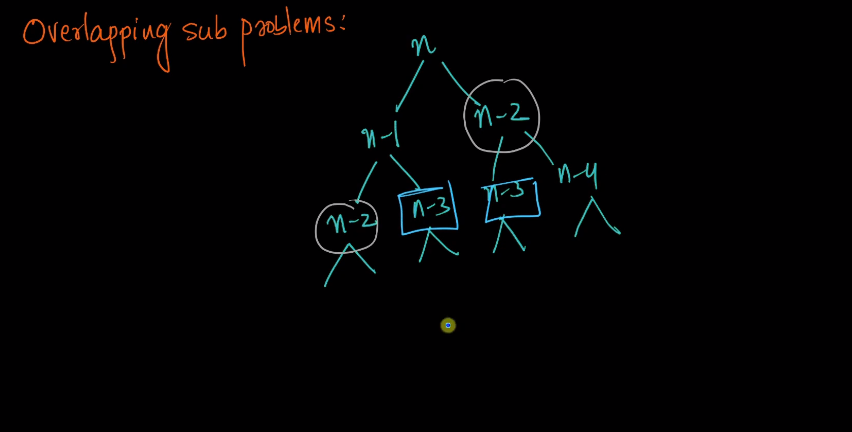 Overlapping sub problems:
n
n-1 n-2
n-2 n-3 n-3 n-4